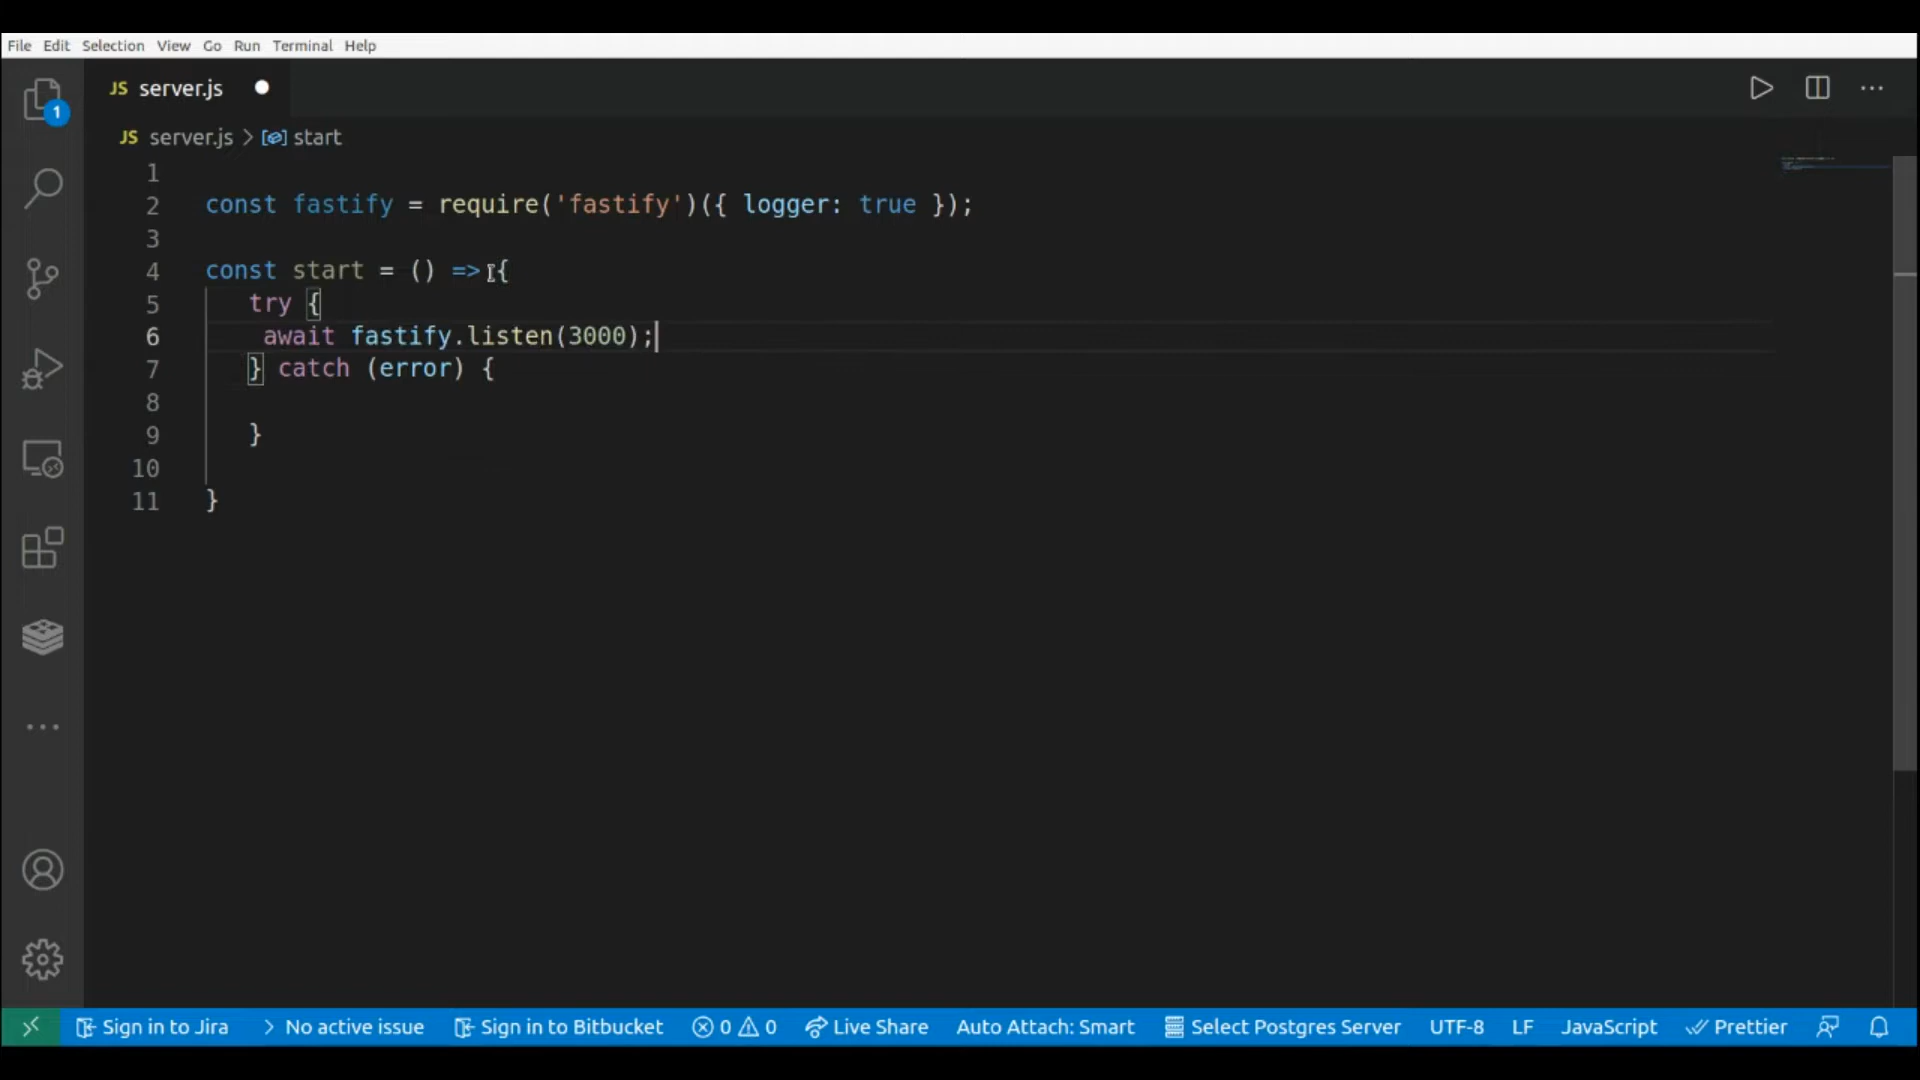 File Edit Selection View Go Run Terminal Help
JS server.js
1
JS server.js > start
1
2 const fastify = require('fastify')({ logger: true });
3
4 const start = () => {
5 try {
6 await fastify.listen(3000);
7 } catch (error) {
8
9 }
10
11 }
Sign in to Jira > No active issue Sign in to Bitbucket 0 0 Live Share Auto Attach: Smart Select Postgres Server UTF-8 LF JavaScript Prettier